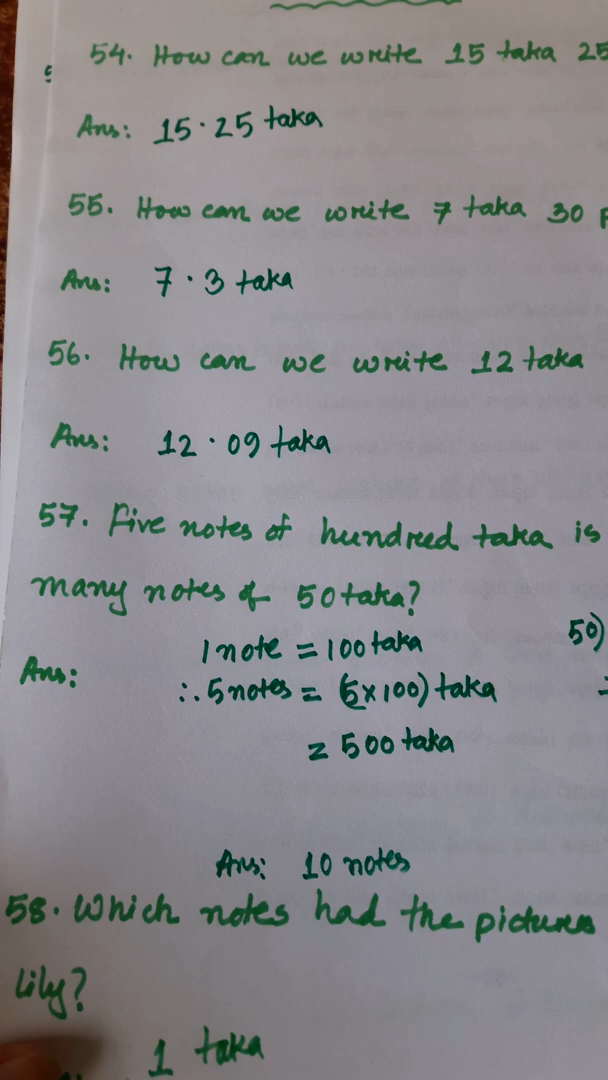 54. How can we write 15 taka 25
Ans: 15.25 taka
55. How can we write 7 taka 30 p
Ans: 7.3 taka
56. How can we write 12 taka
Ans: 12.09 taka
57. Five notes of hundred taka is
many notes of 50 taka?
1 note = 100 taka
50)
Ans: ∴ 5 notes = (5x100) taka
= 500 taka
Ans: 10 notes
58. Which notes had the pictures
lily?
1 taka